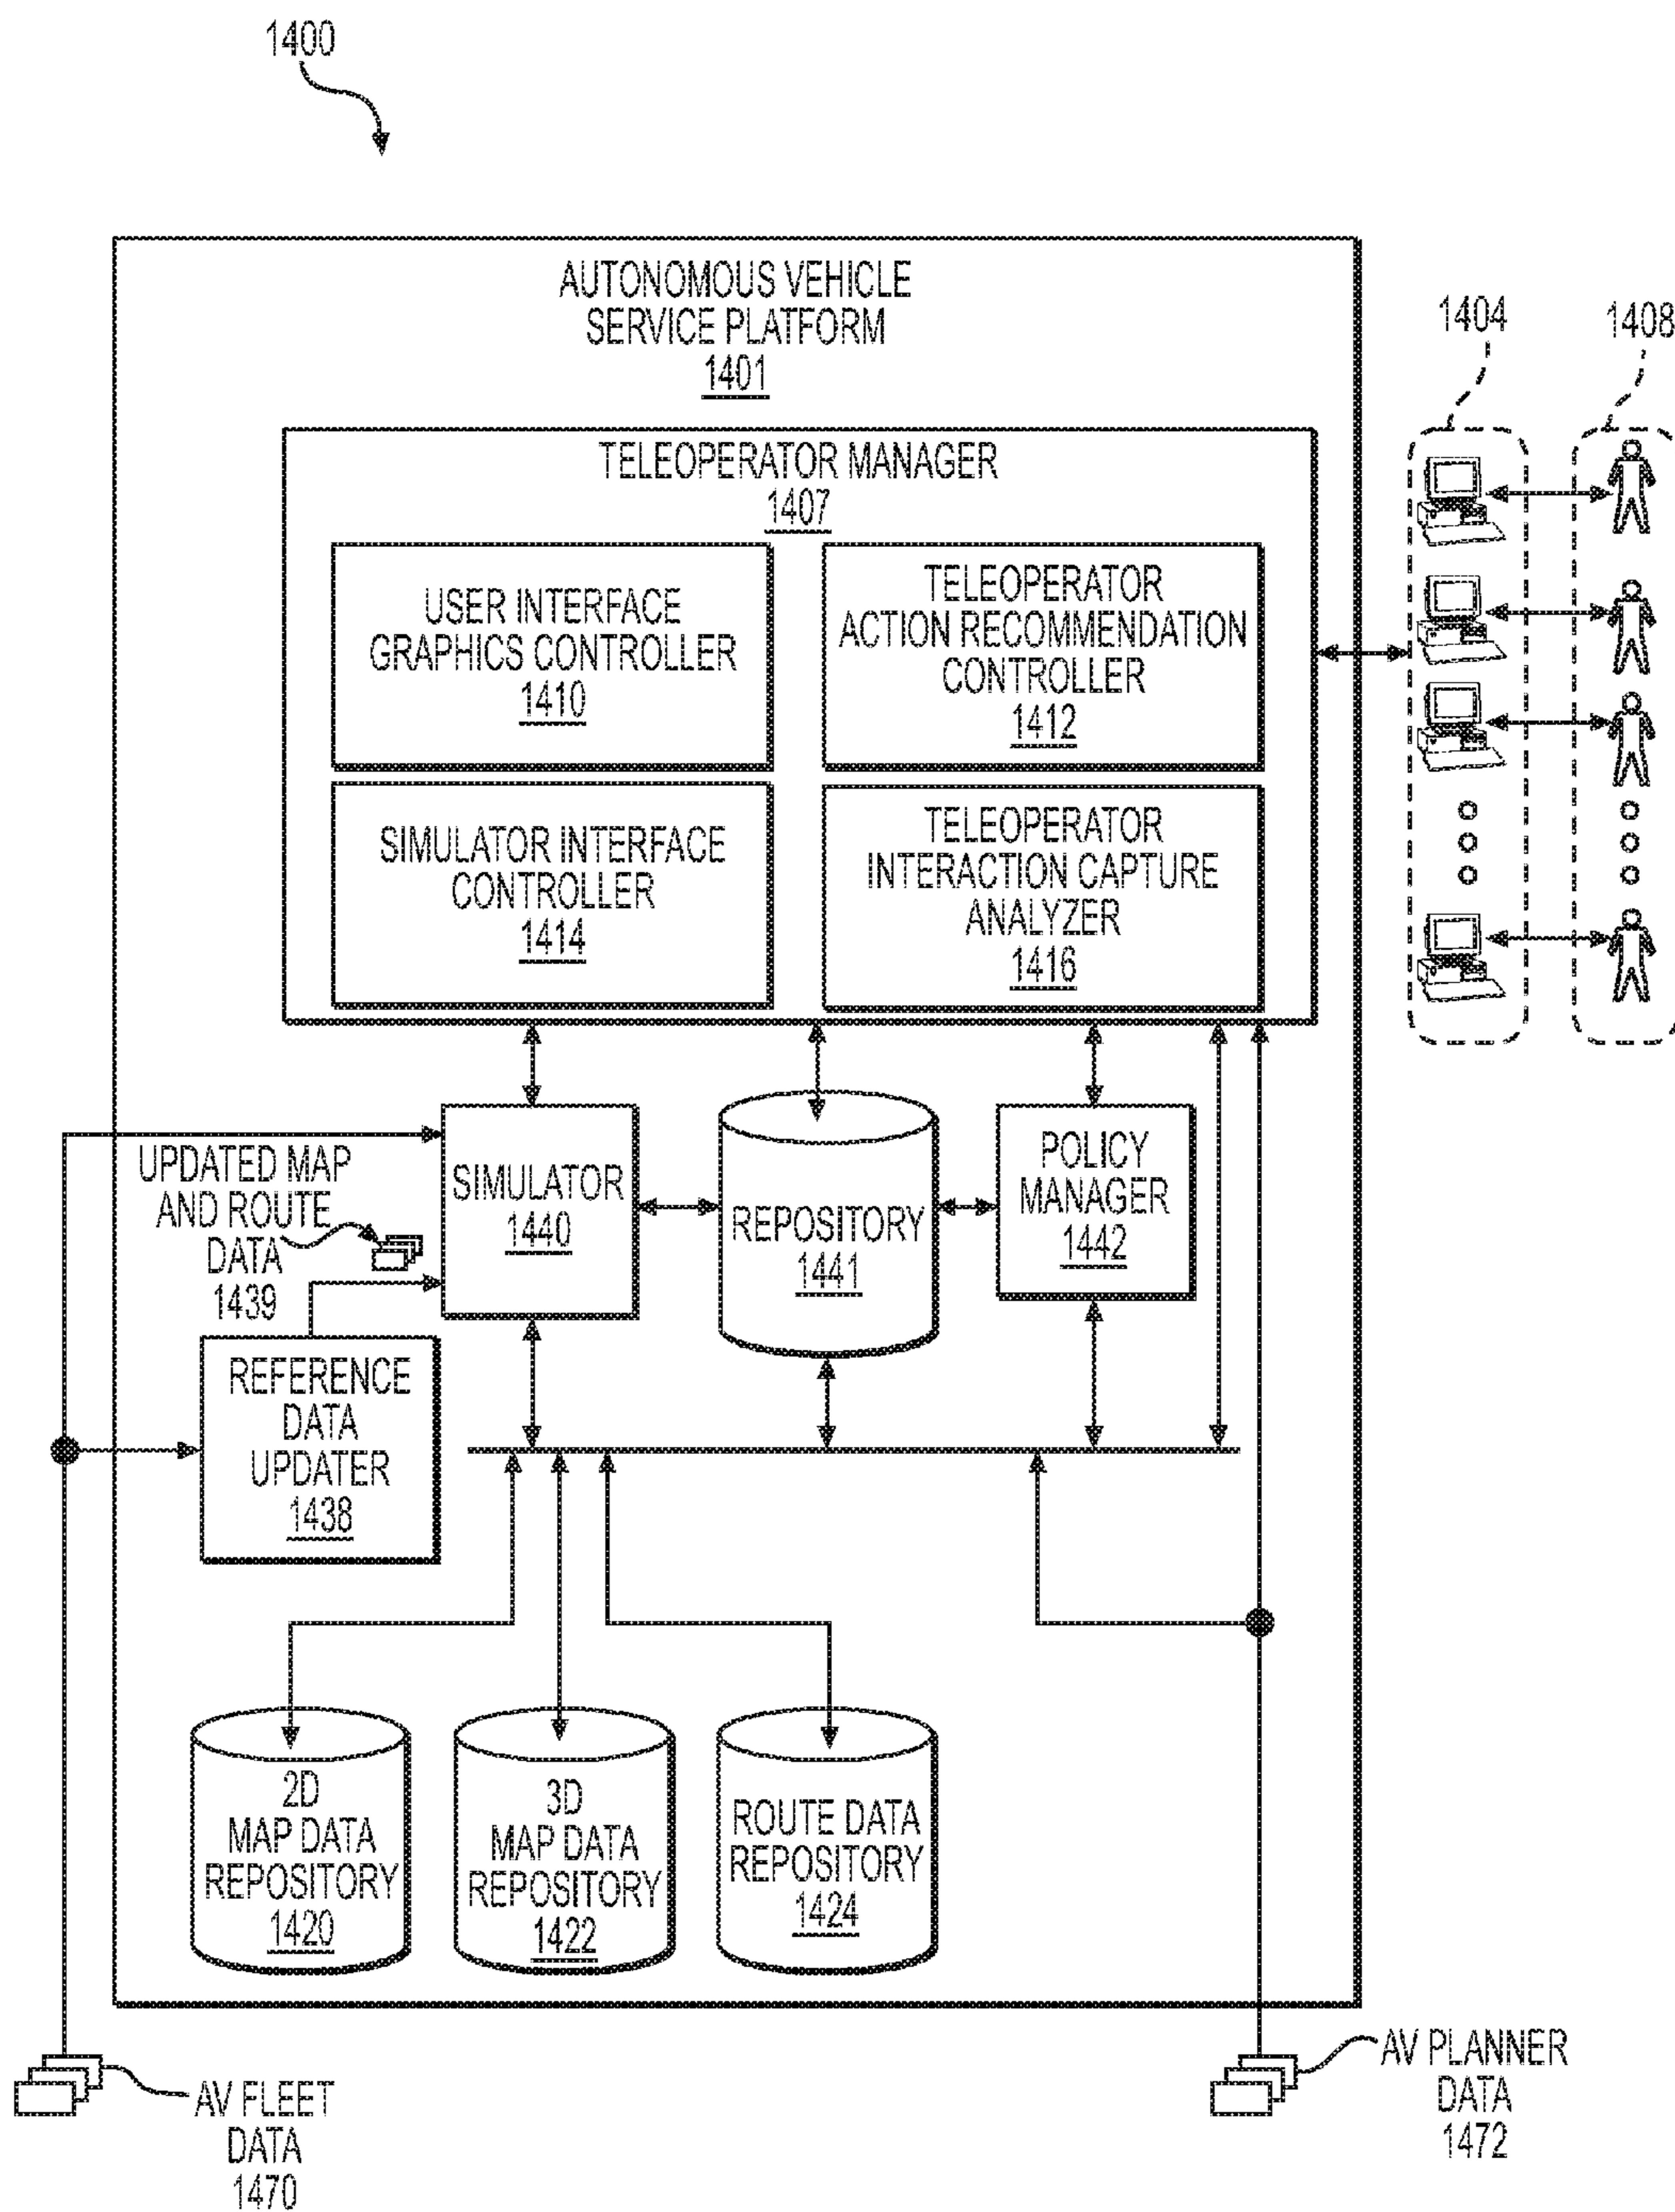 1400
AUTONOMOUS VEHICLE
SERVICE PLATFORM
1401
1404
1408
TELEOPERATOR MANAGER
1407
USER INTERFACE
GRAPHICS CONTROLLER
1410
TELEOPERATOR
ACTION RECOMMENDATION
CONTROLLER
1412
SIMULATOR INTERFACE
CONTROLLER
1414
TELEOPERATOR
INTERACTION CAPTURE
ANALYZER
1416
UPDATED MAP
AND ROUTE
DATA
1439
SIMULATOR
1440
REPOSITORY
1441
POLICY
MANAGER
1442
REFERENCE
DATA
UPDATER
1438
2D
MAP DATA
REPOSITORY
1420
3D
MAP DATA
REPOSITORY
1422
ROUTE DATA
REPOSITORY
1424
AV FLEET
DATA
1470
AV PLANNER
DATA
1472